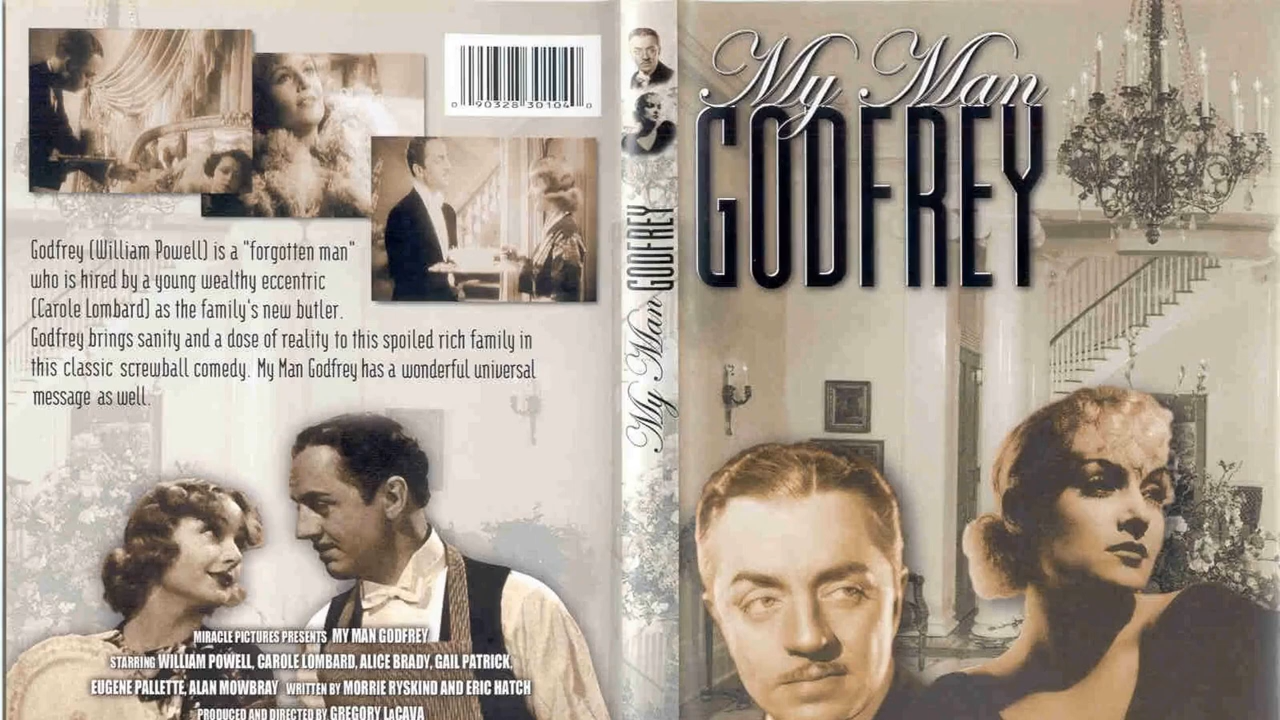 0 90328 30104 0
Godfrey (William Powell) is a "forgotten man"
who is hired by a young wealthy eccentric
(Carole Lombard) as the family's new butler.
Godfrey brings sanity and a dose of reality to this spoiled rich family in
this classic screwball comedy. My Man Godfrey has a wonderful universal
message as well.
MIRACLE PICTURES PRESENTS MY MAN GODFREY
STARRING WILLIAM POWELL, CAROLE LOMBARD, ALICE BRADY, GAIL PATRICK,
EUGENE PALLETTE, ALAN MOWBRAY WRITTEN BY MORRIE RYSKIND AND ERIC HATCH
PRODUCED AND DIRECTED BY GREGORY LaCAVA
My Man GODFREY
My Man
GODFREY